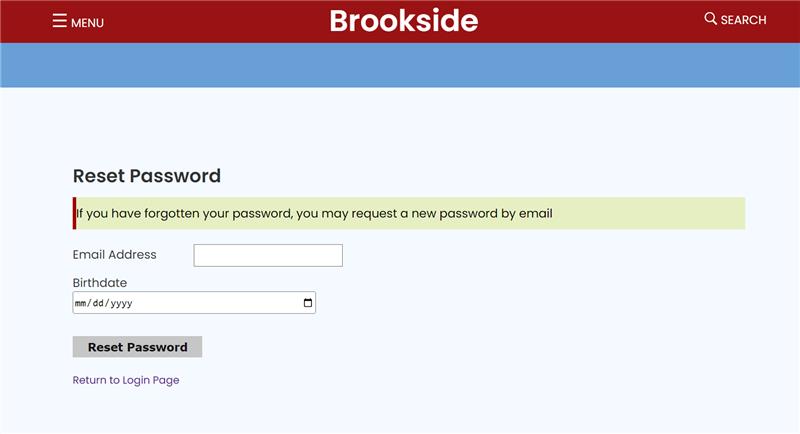 MENU
Brookside
SEARCH
Reset Password
If you have forgotten your password, you may request a new password by email
Email Address
Birthdate
mm/dd/yyyy
Reset Password
Return to Login Page